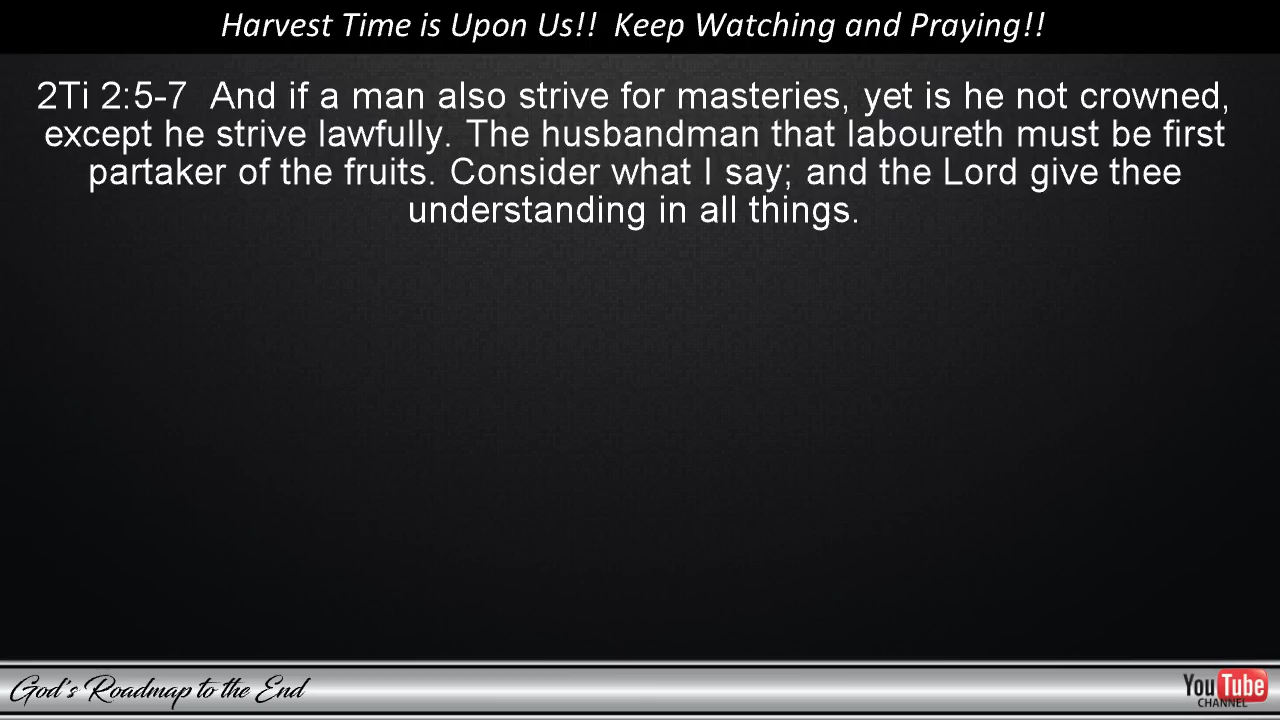 Harvest Time is Upon Us!!  Keep Watching and Praying!!
2Ti 2:5-7  And if a man also strive for masteries, yet is he not crowned,
except he strive lawfully. The husbandman that laboureth must be first
partaker of the fruits. Consider what I say; and the Lord give thee
understanding in all things.
God's Roadmap to the End
YouTube
CHANNEL